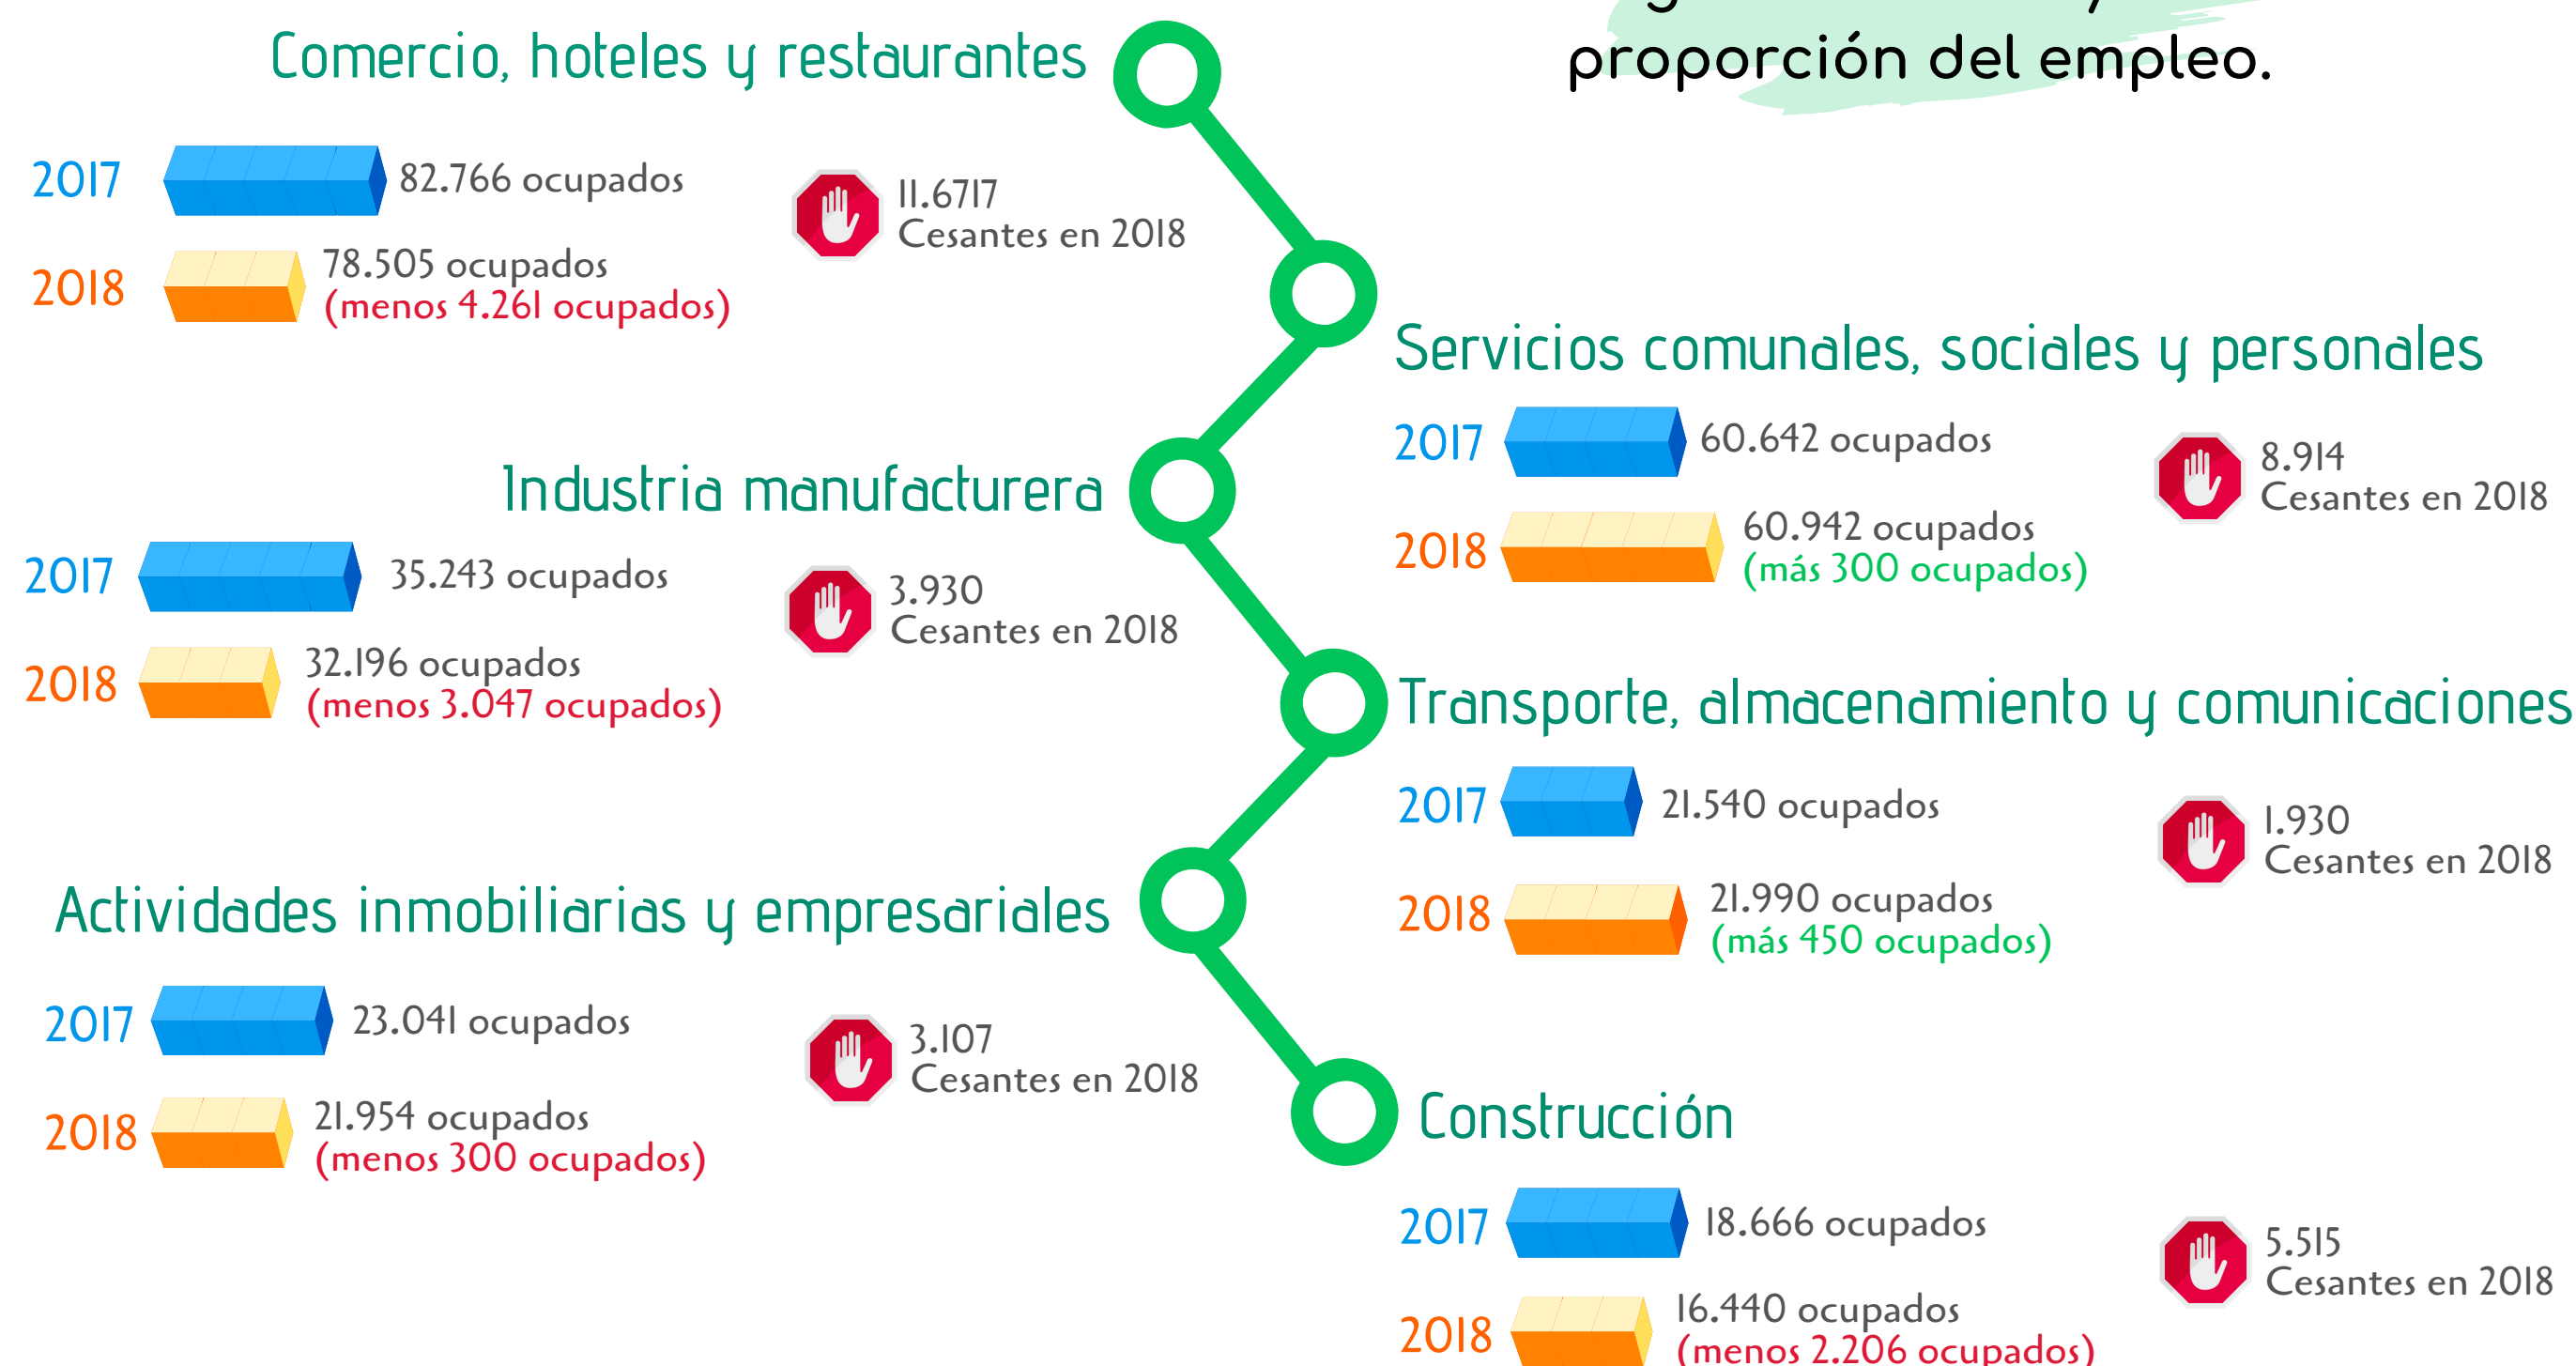 proporción del empleo.
Comercio, hoteles y restaurantes
2017
82.766 ocupados
2018
78.505 ocupados
(menos 4.261 ocupados)
11.6717
Cesantes en 2018
Servicios comunales, sociales y personales
2017
60.642 ocupados
2018
60.942 ocupados
(más 300 ocupados)
8.914
Cesantes en 2018
Industria manufacturera
2017
35.243 ocupados
2018
32.196 ocupados
(menos 3.047 ocupados)
3.930
Cesantes en 2018
Transporte, almacenamiento y comunicaciones
2017
21.540 ocupados
2018
21.990 ocupados
(más 450 ocupados)
1.930
Cesantes en 2018
Actividades inmobiliarias y empresariales
2017
23.041 ocupados
2018
21.954 ocupados
(menos 300 ocupados)
3.107
Cesantes en 2018
Construcción
2017
18.666 ocupados
2018
16.440 ocupados
(menos 2.206 ocupados)
5.515
Cesantes en 2018